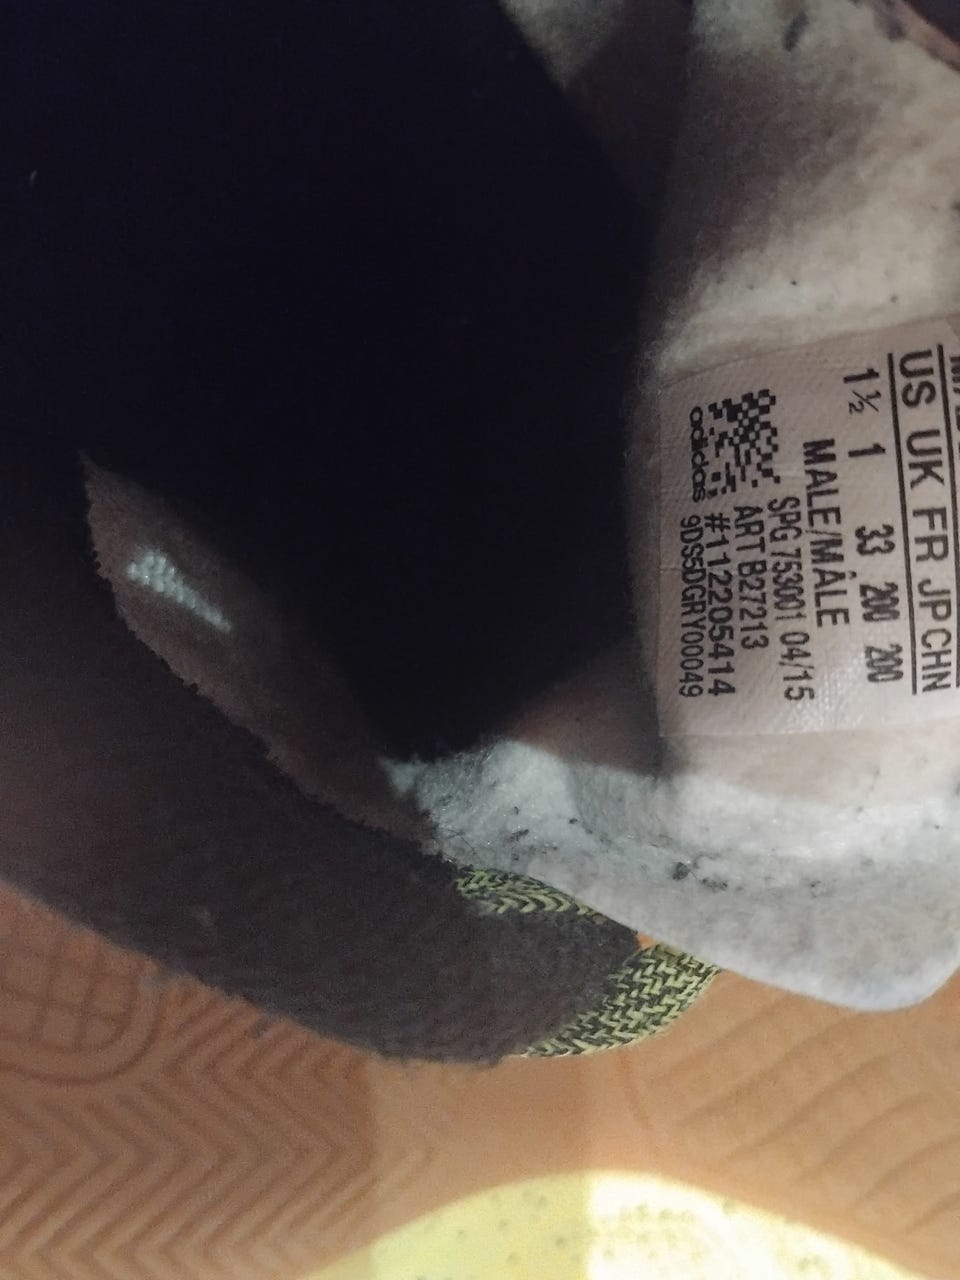 US UK FR JP CHN
1½ 1 33 200 200
MALE/MÂLE
SPG 753001 04/15
ART B27213
#112205414
adidas 9DS5DGRY00049